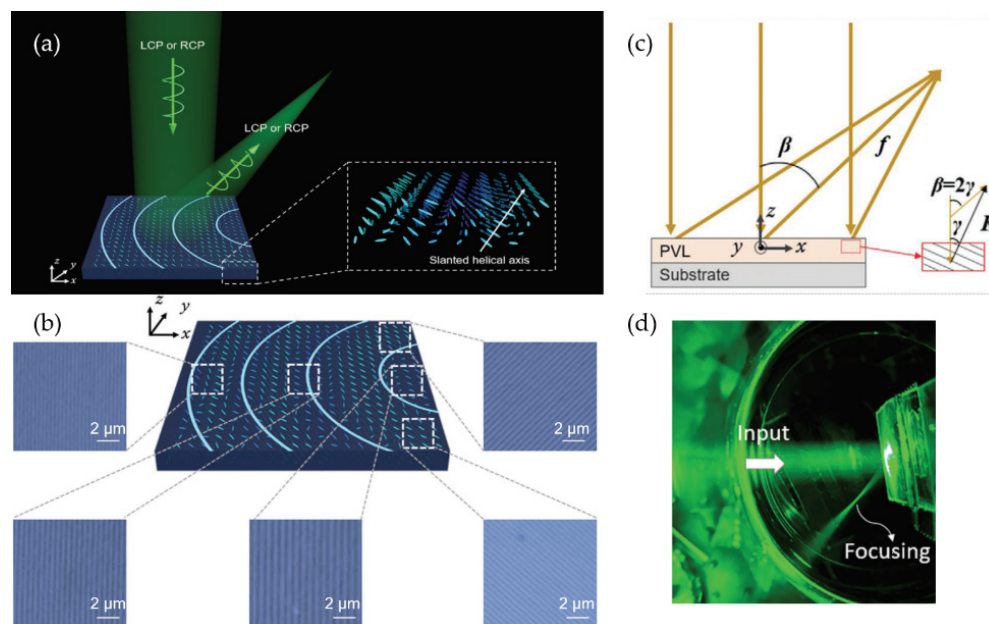 (a)
LCP or RCP
LCP or RCP
Slanted helical axis
z
y
x
(b)
z
y
x
2 μm
2 μm
2 μm
2 μm
2 μm
(c)
β
f
β=2γ
γ
z
y
x
PVL
Substrate
(d)
Input
Focusing